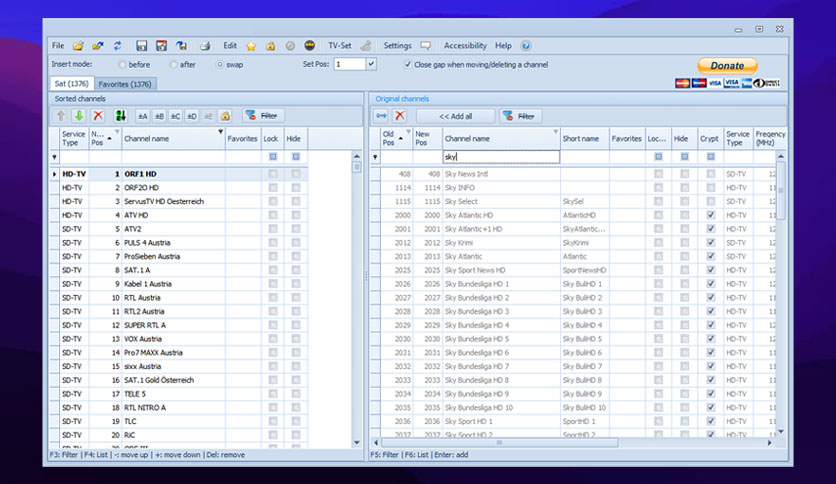 File Edit TV-Set Settings Accessibility Help
Insert mode: before after swap Set Pos: 1 Close gap when moving/deleting a channel Donate
VISA VISA
Sat (1376) Favorites (1376)
Sorted channels
±A ±B ±C ±D ±E Filter
Service Type N... Pos Channel name Favorites Lock Hide
HD-TV 1 ORF1 HD
HD-TV 2 ORF2O HD
HD-TV 3 ServusTV HD Oesterreich
HD-TV 4 ATV HD
SD-TV 5 ATV2
SD-TV 6 PULS 4 Austria
SD-TV 7 ProSieben Austria
SD-TV 8 SAT.1 A
SD-TV 9 Kabel 1 Austria
SD-TV 10 RTL Austria
SD-TV 11 RTL2 Austria
SD-TV 12 SUPER RTL A
SD-TV 13 VOX Austria
SD-TV 14 Pro7 MAXX Austria
SD-TV 15 sixx Austria
SD-TV 16 SAT.1 Gold Österreich
SD-TV 17 TELE 5
SD-TV 18 RTL NITRO A
SD-TV 19 TLC
SD-TV 20 RiC
F3: Filter | F4: List | -: move up | +: move down | Del: remove
Original channels
<< Add all Filter
Old Pos New Pos Channel name Short name Favorites Loc... Hide Crypt Service Type Freqency (MHz)
sky
408 408 Sky News Intl SD-TV 12
1114 1114 Sky INFO HD-TV 11
1115 1115 Sky Select SkySel SD-TV 12
2000 2000 Sky Atlantic HD AtlanticHD HD-TV 11
2001 2001 Sky Atlantic+1 HD SkyAtlantic... HD-TV
2012 2012 Sky Krimi SkyKrimi SD-TV
2013 2013 Sky Atlantic Atlantic SD-TV
2025 2025 Sky Sport News HD SportNewsHD HD-TV
2026 2026 Sky Bundesliga HD 1 Sky BuliHD 1 HD-TV
2027 2027 Sky Bundesliga HD 2 Sky BuliHD 2 HD-TV
2028 2028 Sky Bundesliga HD 3 Sky BuliHD 3 HD-TV
2029 2029 Sky Bundesliga HD 4 Sky BuliHD 4 HD-TV
2030 2030 Sky Bundesliga HD 5 Sky BuliHD 5 HD-TV
2031 2031 Sky Bundesliga HD 6 Sky BuliHD 6 HD-TV
2032 2032 Sky Bundesliga HD 7 Sky BuliHD 7 HD-TV
2033 2033 Sky Bundesliga HD 8 Sky BuliHD 8 HD-TV
2034 2034 Sky Bundesliga HD 9 Sky BuliHD 9 HD-TV
2035 2035 Sky Bundesliga HD 10 Sky BuliHD 10 HD-TV
2036 2036 Sky Sport HD 1 SportHD 1 HD-TV
2037 2037 Sky Sport HD 2 SportHD 2 HD-TV
F5: Filter | F6: List | Enter: add